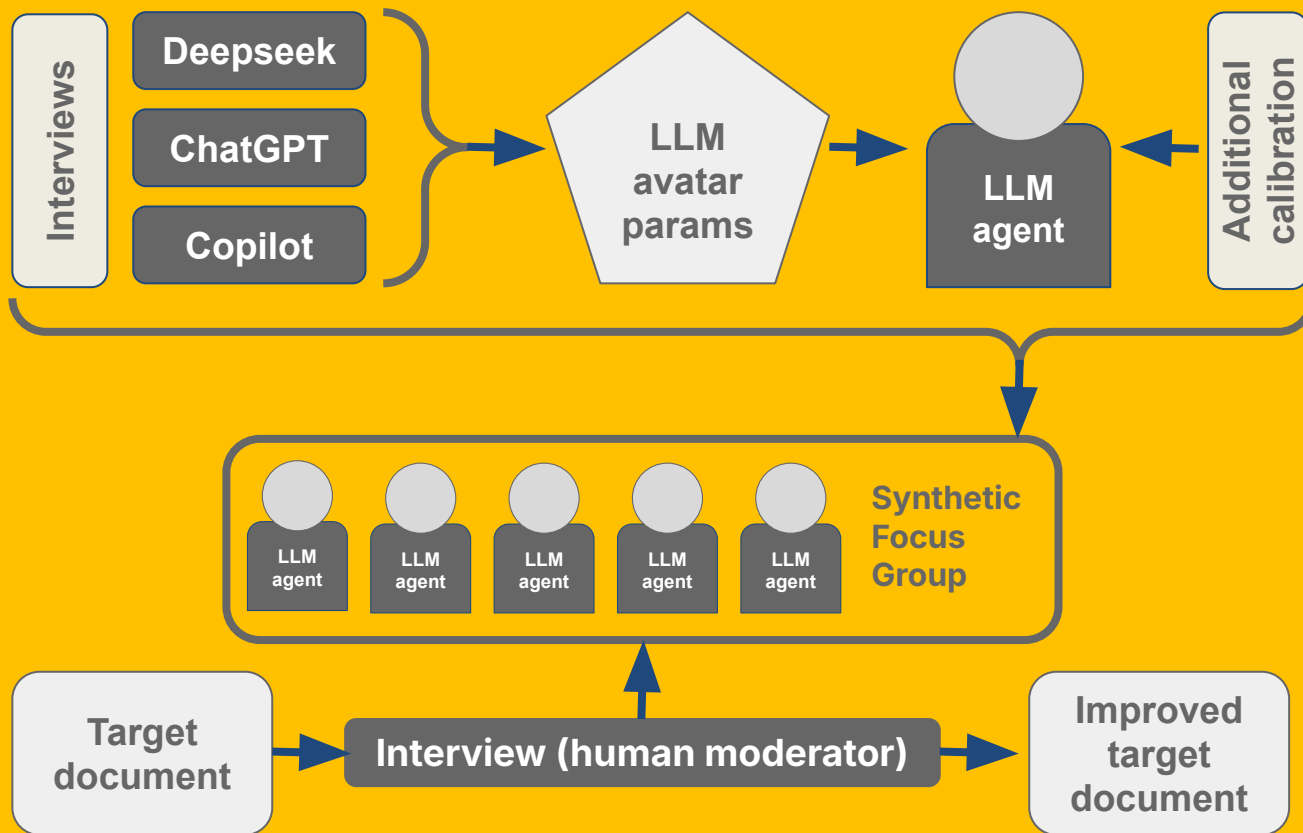 Interviews
Deepseek
ChatGPT
Copilot
LLM
avatar
params
LLM
agent
Additional
calibration
LLM
agent
LLM
agent
LLM
agent
LLM
agent
LLM
agent
Synthetic
Focus
Group
Target
document
Interview (human moderator)
Improved
target
document